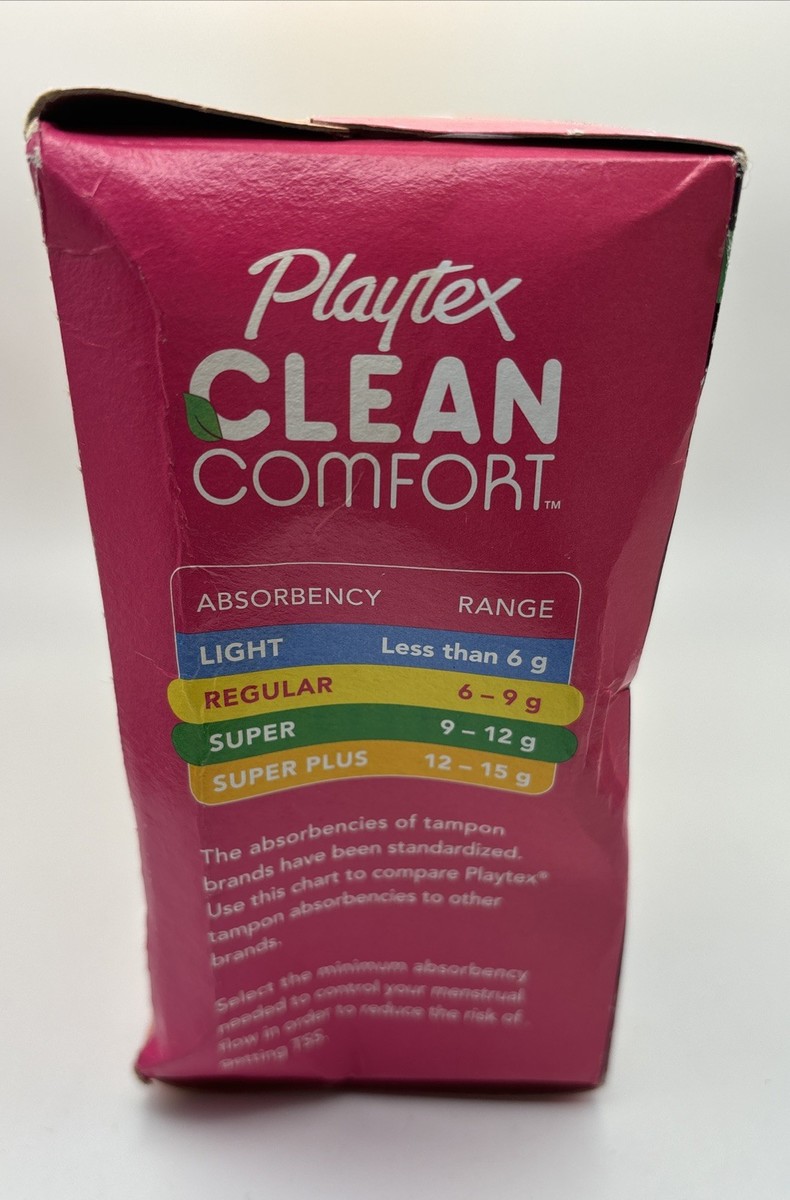 Playtex
CLEAN
COMFORT™
ABSORBENCY RANGE
LIGHT Less than 6 g
REGULAR 6 – 9 g
SUPER 9 – 12 g
SUPER PLUS 12 – 15 g
The absorbencies of tampon
brands have been standardized.
Use this chart to compare Playtex®
tampon absorbencies to other
brands.
Select the minimum absorbency
needed to control your menstrual
flow in order to reduce the risk of
getting TSS.